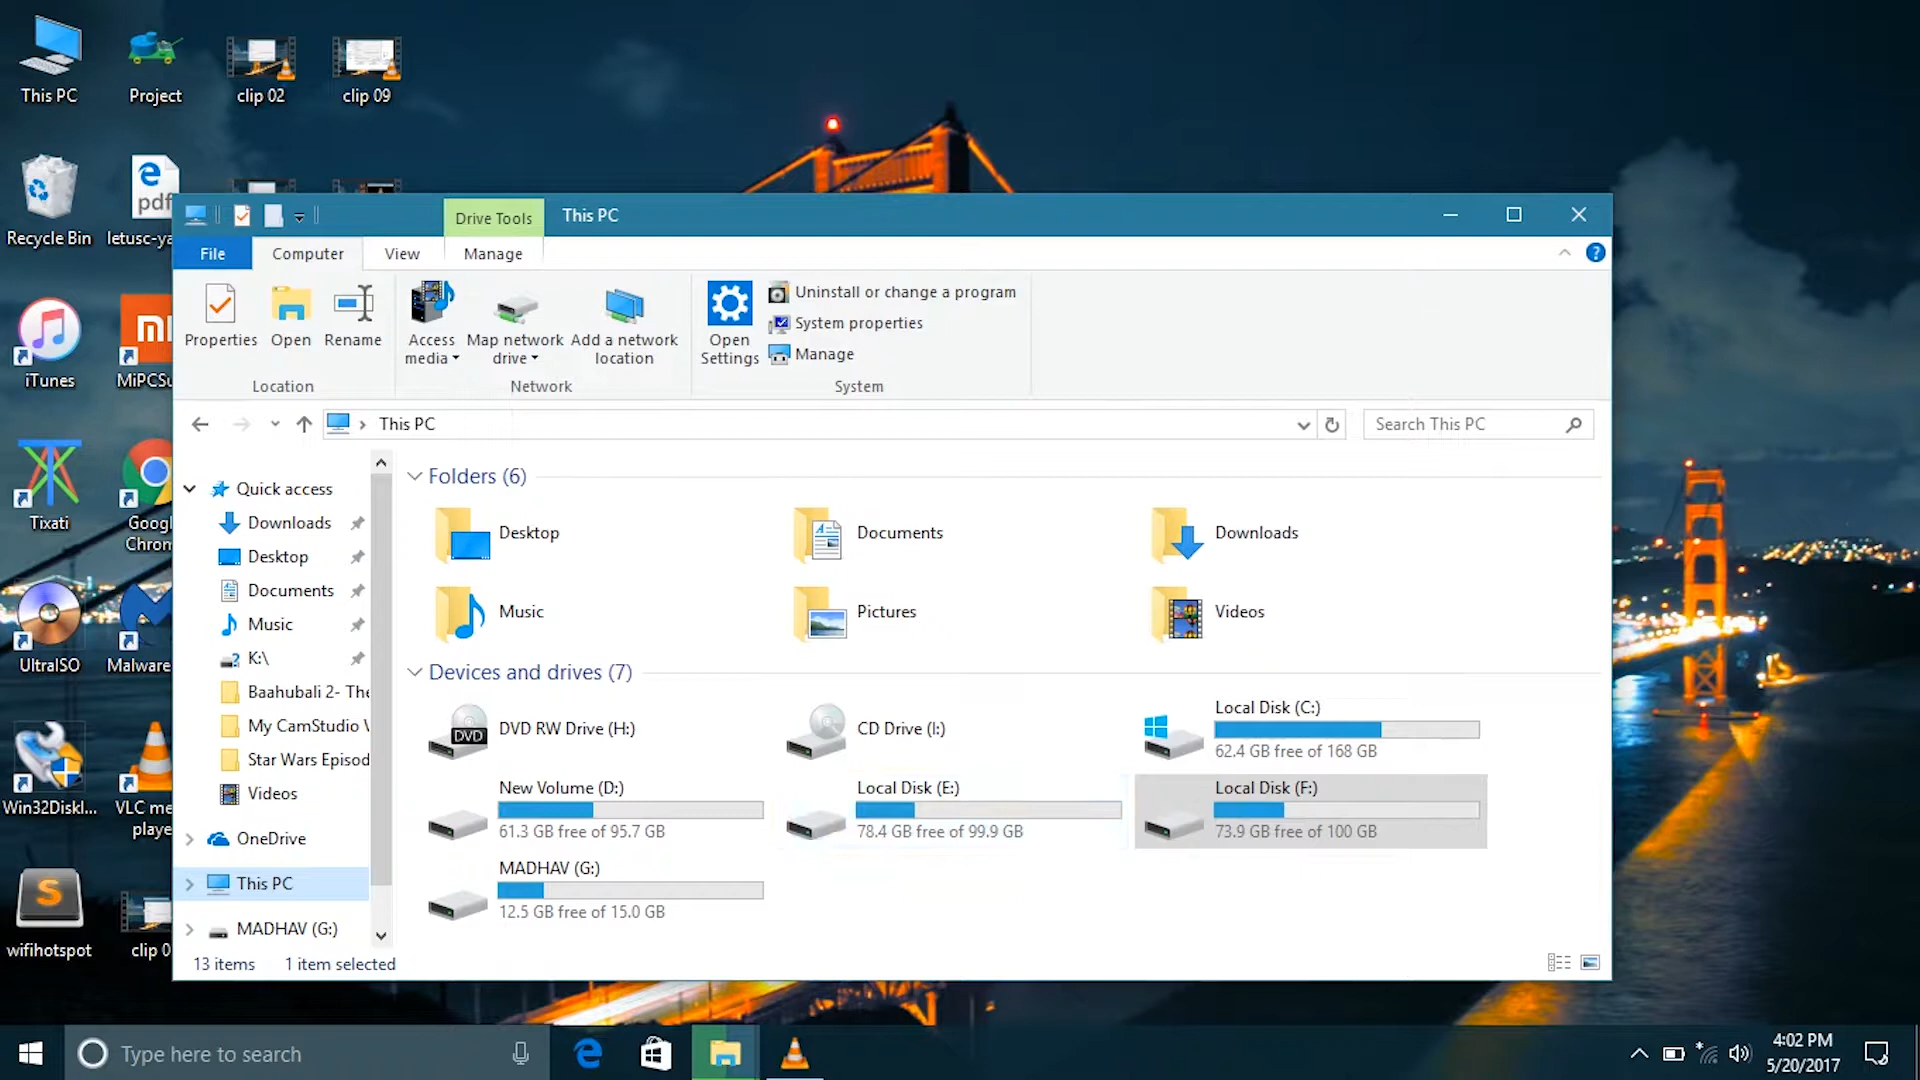 This PC
Project
clip 02
clip 09
Recycle Bin
pdf
letusc-ya
iTunes
MiPCSu
Tixati
Googl
Chrom
UltraISO
Malware
Win32DiskI...
VLC me
playe
wifihotspot
clip 0
Drive Tools
This PC
File
Computer
View
Manage
Properties
Open
Rename
Access
media
Map network
drive
Add a network
location
Open
Settings
Uninstall or change a program
System properties
Manage
Location
Network
System
This PC
Search This PC
Quick access
Downloads
Desktop
Documents
Music
K:\
Baahubali 2- The
My CamStudio V
Star Wars Episod
Videos
OneDrive
This PC
MADHAV (G:)
Folders (6)
Desktop
Documents
Downloads
Music
Pictures
Videos
Devices and drives (7)
DVD
DVD RW Drive (H:)
CD Drive (I:)
Local Disk (C:)
62.4 GB free of 168 GB
New Volume (D:)
61.3 GB free of 95.7 GB
Local Disk (E:)
78.4 GB free of 99.9 GB
Local Disk (F:)
73.9 GB free of 100 GB
MADHAV (G:)
12.5 GB free of 15.0 GB
13 items
1 item selected
Type here to search
4:02 PM
5/20/2017